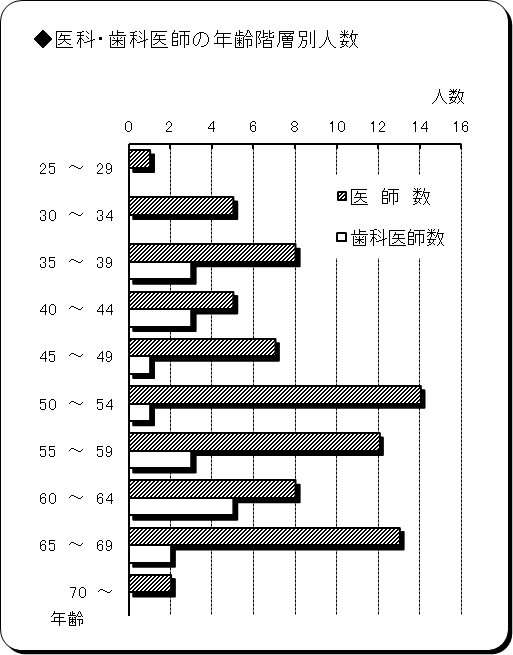 ◆医科・歯科医師の年齢階層別人数
人数
0 2 4 6 8 10 12 14 16
25 ～ 29
医 師 数
30 ～ 34
歯科医師数
35 ～ 39
40 ～ 44
45 ～ 49
50 ～ 54
55 ～ 59
60 ～ 64
65 ～ 69
70 ～
年齢